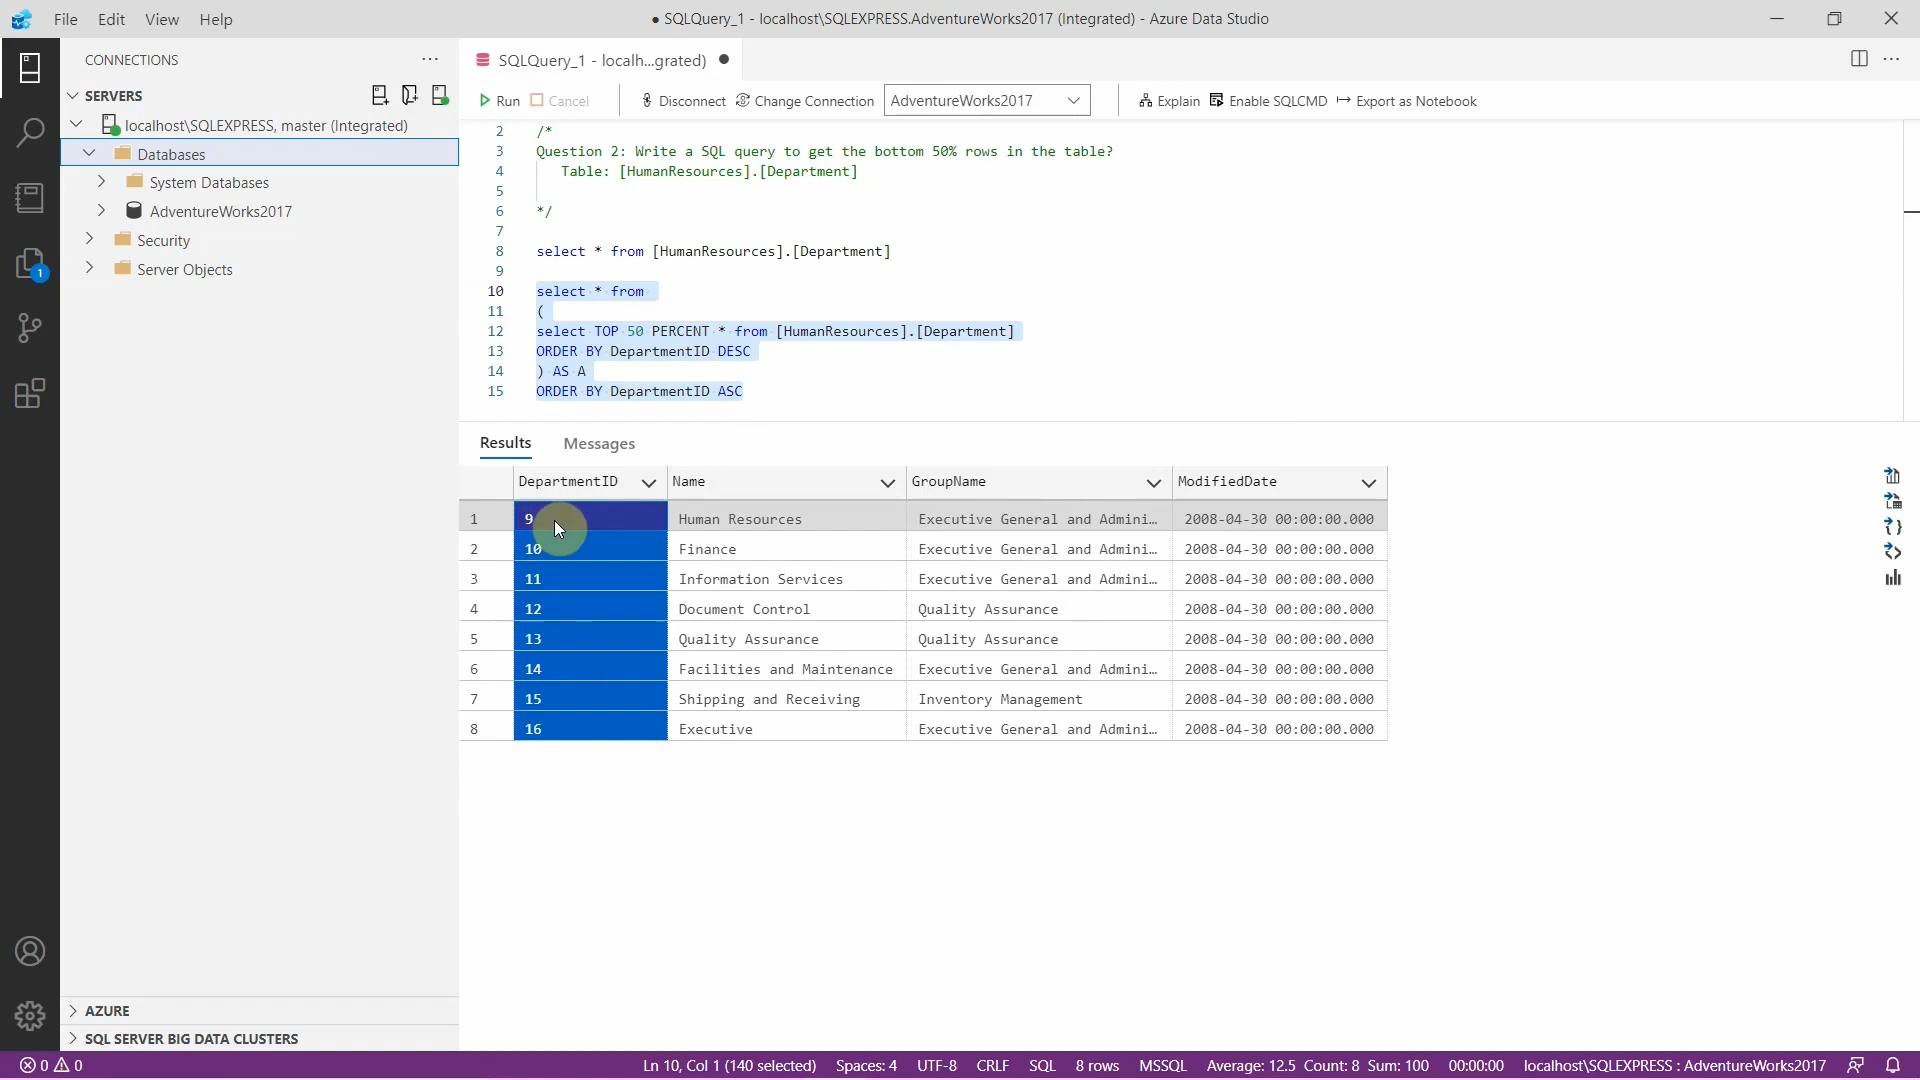 File Edit View Help
● SQLQuery_1 - localhost\SQLEXPRESS.AdventureWorks2017 (Integrated) - Azure Data Studio
CONNECTIONS
SQLQuery_1 - localh...grated) ●
SERVERS
Run Cancel Disconnect Change Connection AdventureWorks2017 Explain Enable SQLCMD Export as Notebook
localhost\SQLEXPRESS, master (Integrated)
Databases
System Databases
AdventureWorks2017
Security
Server Objects
1
2 /*
3 Question 2: Write a SQL query to get the bottom 50% rows in the table?
4 Table: [HumanResources].[Department]
5
6 */
7
8 select * from [HumanResources].[Department]
9
10 select * from
11 (
12 select TOP 50 PERCENT * from [HumanResources].[Department]
13 ORDER BY DepartmentID DESC
14 ) AS A
15 ORDER BY DepartmentID ASC
Results Messages
DepartmentID Name GroupName ModifiedDate
1 9 Human Resources Executive General and Admini… 2008-04-30 00:00:00.000
2 10 Finance Executive General and Admini… 2008-04-30 00:00:00.000
3 11 Information Services Executive General and Admini… 2008-04-30 00:00:00.000
4 12 Document Control Quality Assurance 2008-04-30 00:00:00.000
5 13 Quality Assurance Quality Assurance 2008-04-30 00:00:00.000
6 14 Facilities and Maintenance Executive General and Admini… 2008-04-30 00:00:00.000
7 15 Shipping and Receiving Inventory Management 2008-04-30 00:00:00.000
8 16 Executive Executive General and Admini… 2008-04-30 00:00:00.000
AZURE
SQL SERVER BIG DATA CLUSTERS
0 0 Ln 10, Col 1 (140 selected) Spaces: 4 UTF-8 CRLF SQL 8 rows MSSQL Average: 12.5 Count: 8 Sum: 100 00:00:00 localhost\SQLEXPRESS : AdventureWorks2017